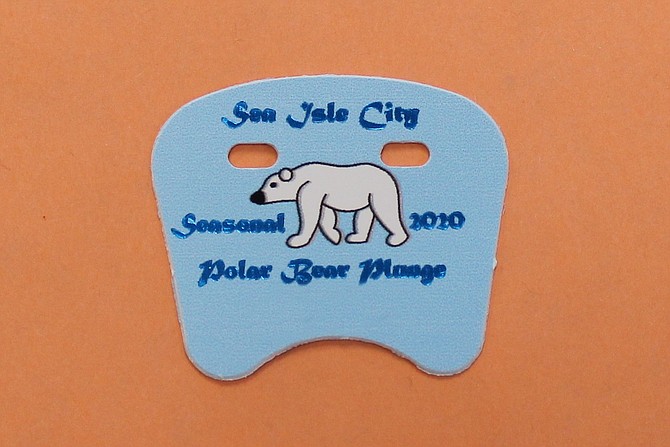 Sea Isle City
Seasonal 2020
Polar Bear Plunge